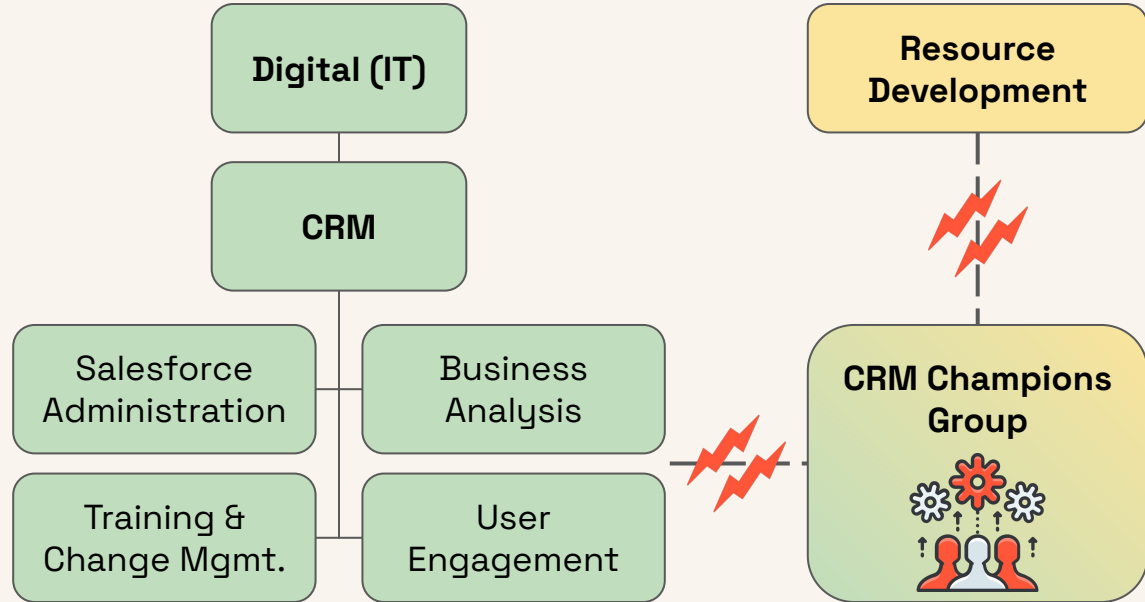 Digital (IT)
Resource
Development
CRM
Salesforce
Administration
Business
Analysis
CRM Champions
Group
Training &
Change Mgmt.
User
Engagement